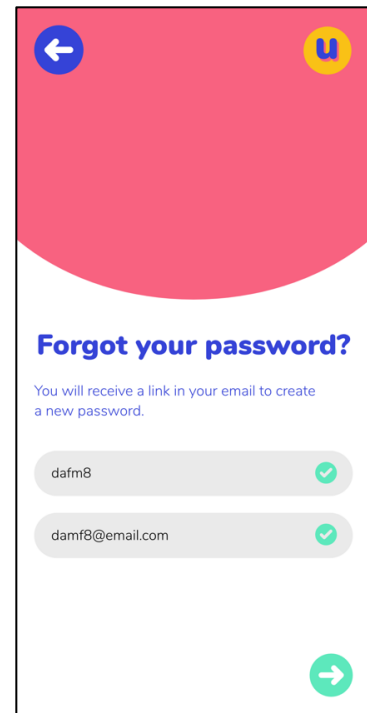 u
Forgot your password?
You will receive a link in your email to create
a new password.
dafm8
damf8@email.com